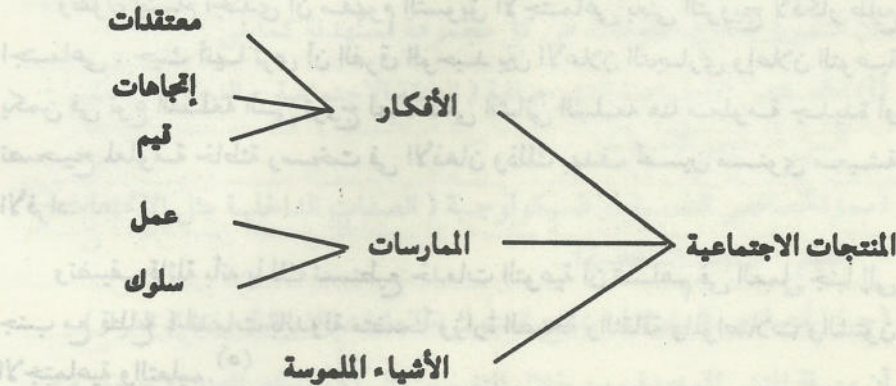 معتقدات
إتجاهات
الأفكار
قيم
عمل
المنتجات الاجتماعية
الممارسات
سلوك
الأشياء الملموسة